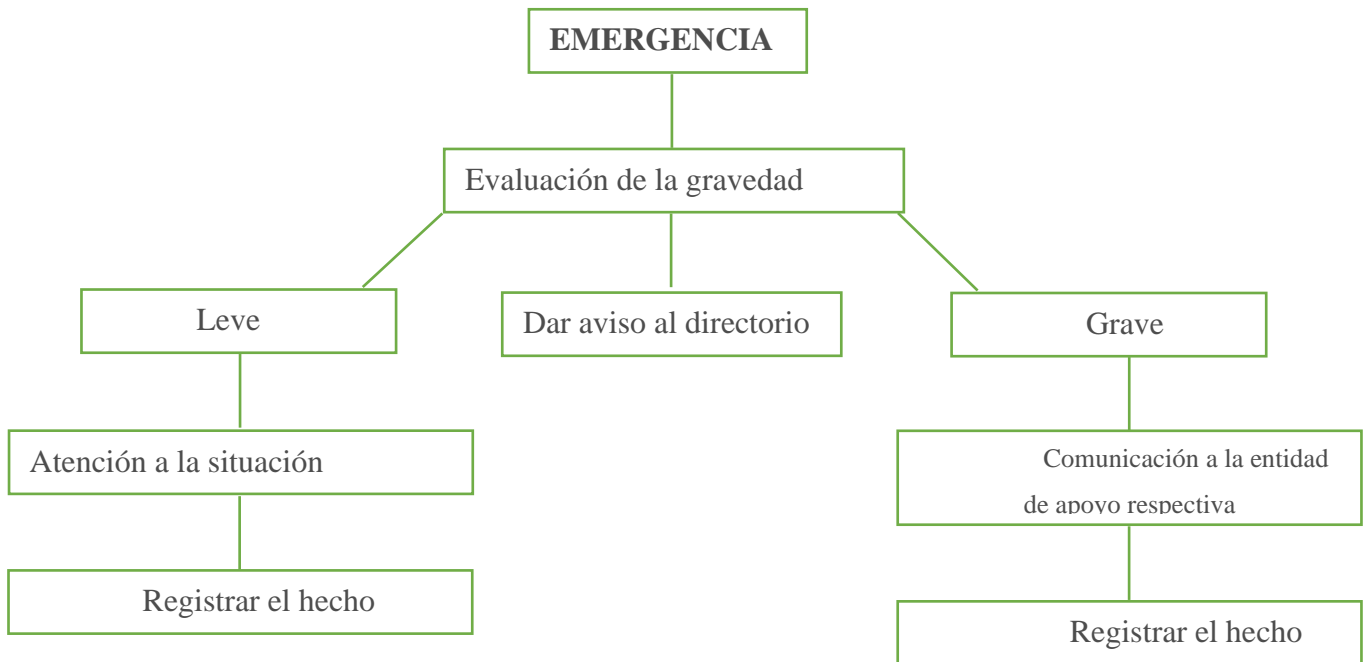 EMERGENCIA
Evaluación de la gravedad
Leve
Dar aviso al directorio
Grave
Atención a la situación
Comunicación a la entidad
de apoyo respectiva
Registrar el hecho
Registrar el hecho